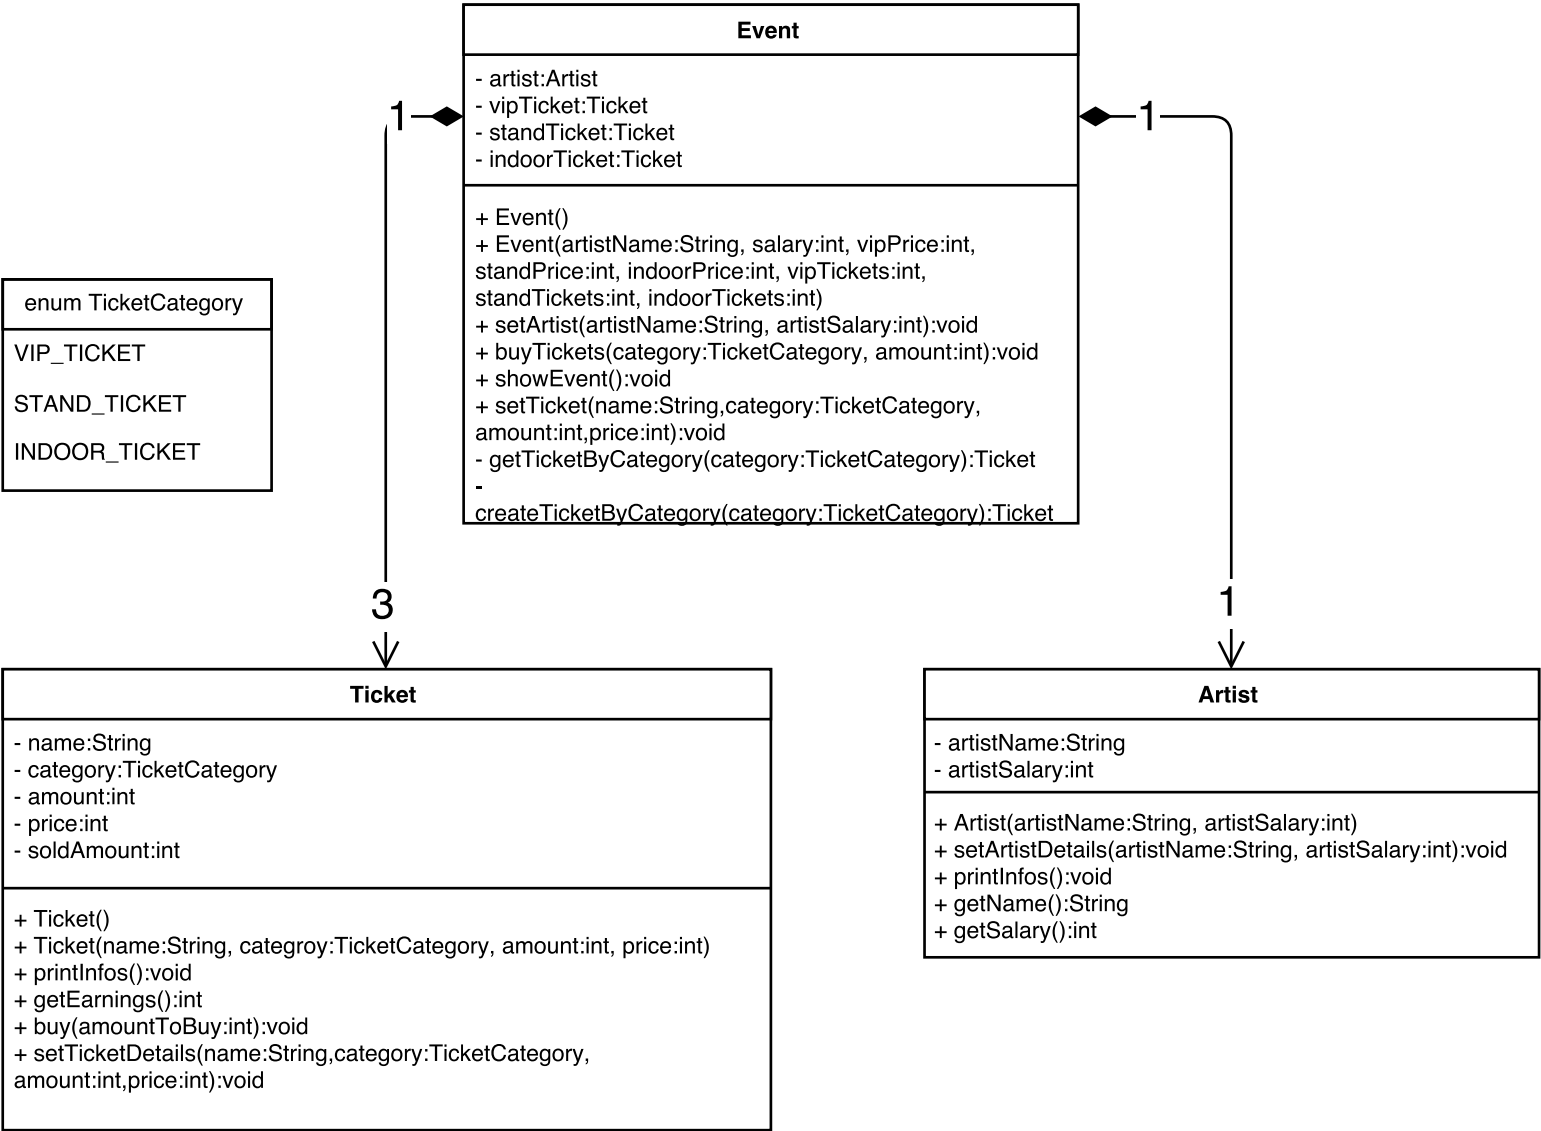 Event
- artist:Artist
- vipTicket:Ticket
- standTicket:Ticket
- indoorTicket:Ticket
+ Event()
+ Event(artistName:String, salary:int, vipPrice:int,
standPrice:int, indoorPrice:int, vipTickets:int,
standTickets:int, indoorTickets:int)
+ setArtist(artistName:String, artistSalary:int):void
+ buyTickets(category:TicketCategory, amount:int):void
+ showEvent():void
+ setTicket(name:String,category:TicketCategory,
amount:int,price:int):void
- getTicketByCategory(category:TicketCategory):Ticket
-
createTicketByCategory(category:TicketCategory):Ticket
1
1
enum TicketCategory
VIP_TICKET
STAND_TICKET
INDOOR_TICKET
3
1
Ticket
- name:String
- category:TicketCategory
- amount:int
- price:int
- soldAmount:int
+ Ticket()
+ Ticket(name:String, categroy:TicketCategory, amount:int, price:int)
+ printInfos():void
+ getEarnings():int
+ buy(amountToBuy:int):void
+ setTicketDetails(name:String,category:TicketCategory,
amount:int,price:int):void
Artist
- artistName:String
- artistSalary:int
+ Artist(artistName:String, artistSalary:int)
+ setArtistDetails(artistName:String, artistSalary:int):void
+ printInfos():void
+ getName():String
+ getSalary():int